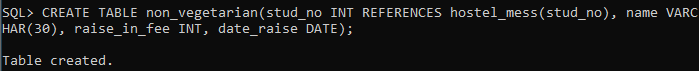 SQL> CREATE TABLE non_vegetarian(stud_no INT REFERENCES hostel_mess(stud_no), name VARC
HAR(30), raise_in_fee INT, date_raise DATE);
Table created.